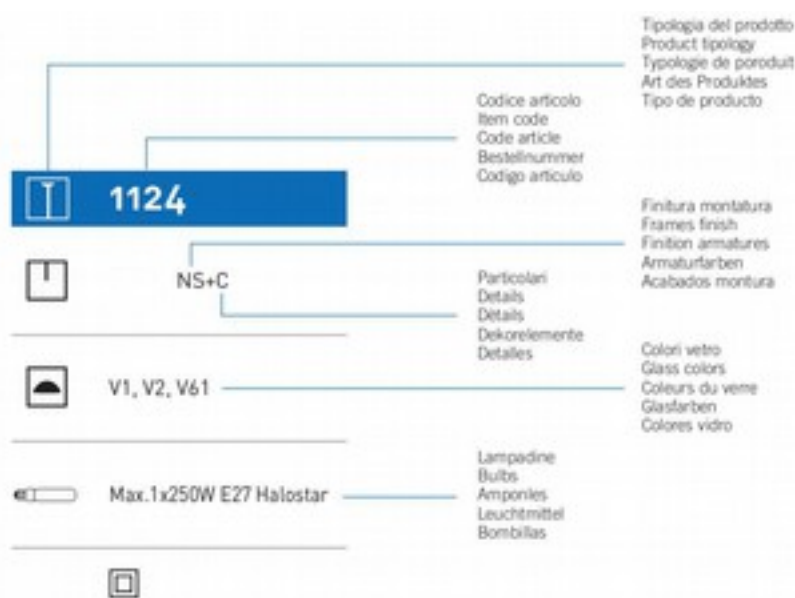 Tipologia del prodotto
Product tipology
Typologie de poroduit
Art des Produktes
Tipo de producto
Codice articolo
Item code
Code article
Bestellnummer
Codigo articulo
1124
Finitura montatura
Frames finish
Finition armatures
Armaturfarben
Acabados montura
NS+C
Particolari
Details
Détails
Dekorelemente
Detalles
Colori vetro
Glass colors
Couleurs du verre
Glasfarben
Colores vidro
V1, V2, V61
Lampadine
Bulbs
Amponles
Leuchtmittel
Bombillas
Max.1x250W E27 Halostar